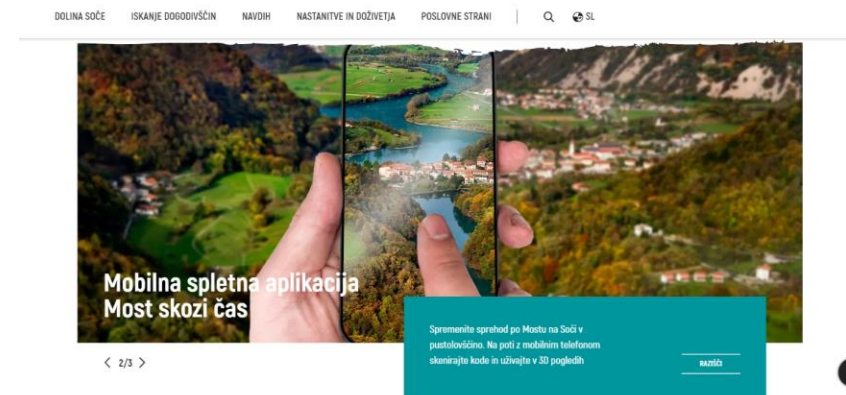 DOLINA SOČE ISKANJE DOGODIVŠČIN NAVDIH NASTANITVE IN DOŽIVETJA POSLOVNE STRANI SL
Mobilna spletna aplikacija
Most skozi čas
Spremenite sprehod po Mostu na Soči v
pustolovščino. Na poti z mobilnim telefonom
skenirajte kode in uživajte v 3D pogledih
RAZIŠČI
2/3